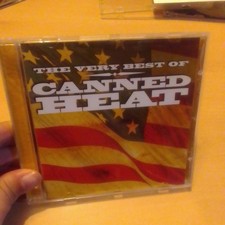 THE VERY BEST OF
CANNED
HEAT